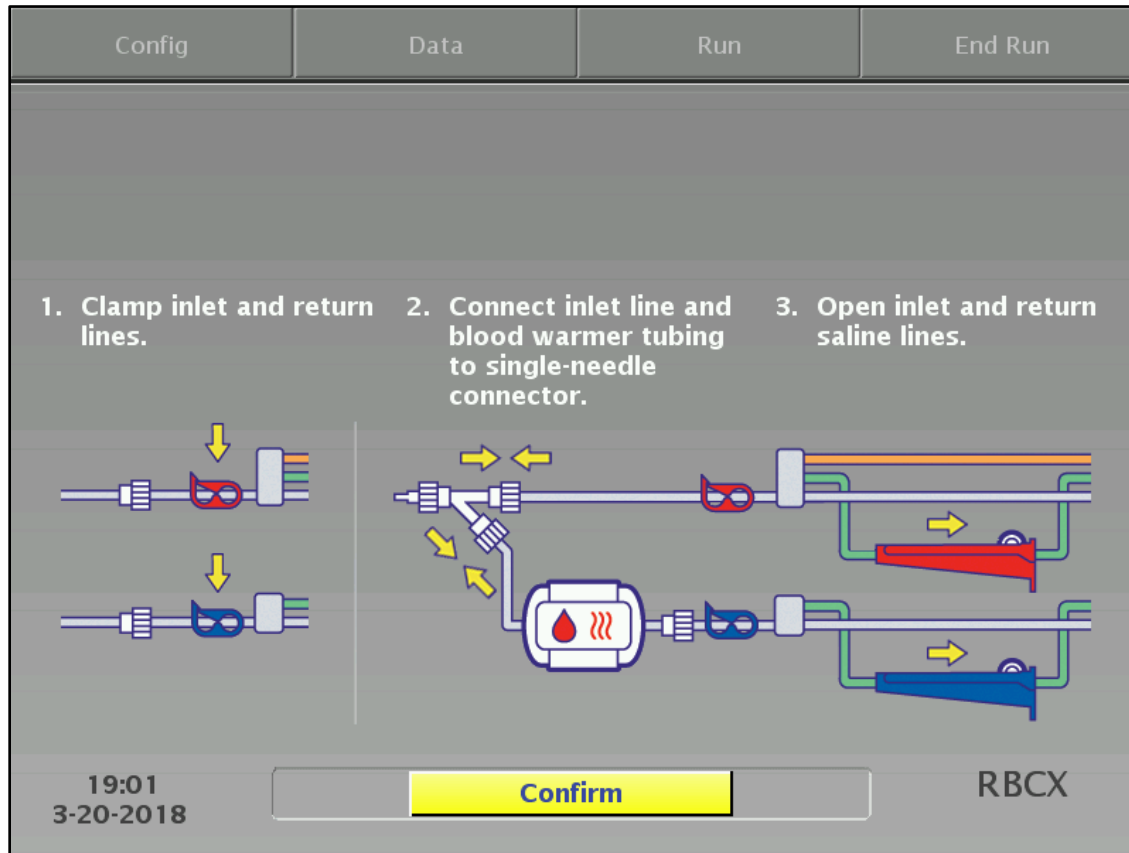 Config
Data
Run
End Run
1. Clamp inlet and return
lines.
2. Connect inlet line and
blood warmer tubing
to single-needle
connector.
3. Open inlet and return
saline lines.
19:01
3-20-2018
Confirm
RBCX